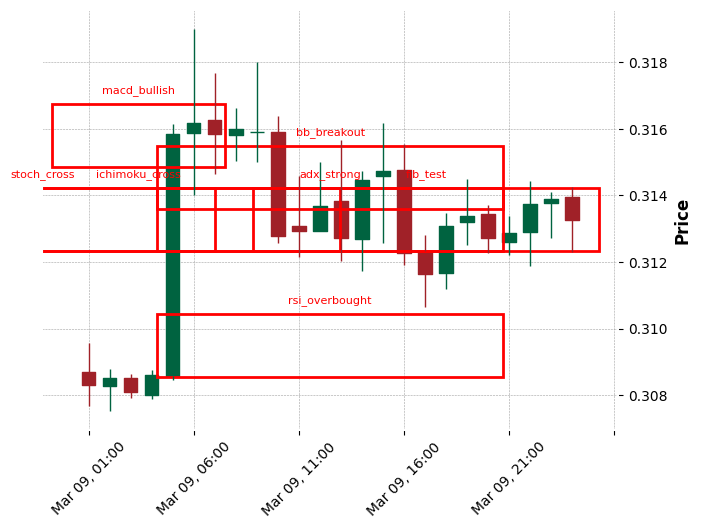 macd_bullish
bb_breakout
stoch_cross
ichimoku_cross
adx_strong
rsi_overbought
0.318
0.316
0.314
0.312
0.310
0.308
Price
Mar 09, 01:00
Mar 09, 06:00
Mar 09, 11:00
Mar 09, 16:00
Mar 09, 21:00